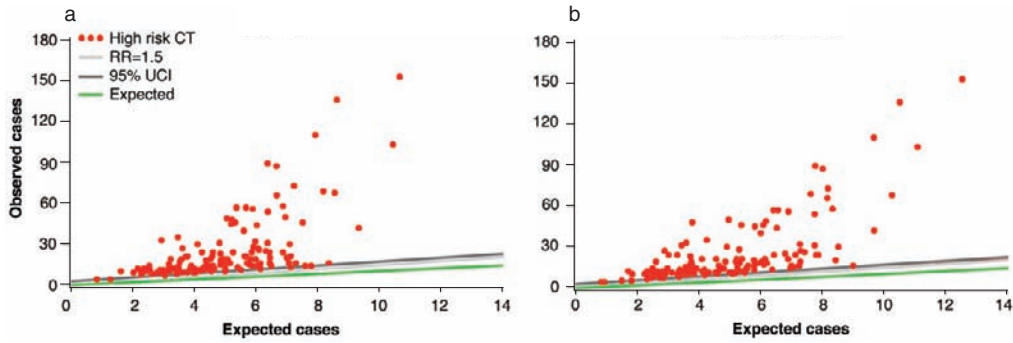 a
180
150
120
90
60
30
0
Observed cases
High risk CT
RR=1.5
95% UCI
Expected
0 2 4 6 8 10 12 14
Expected cases
b
180
150
120
90
60
30
0
0 2 4 6 8 10 12 14
Expected cases